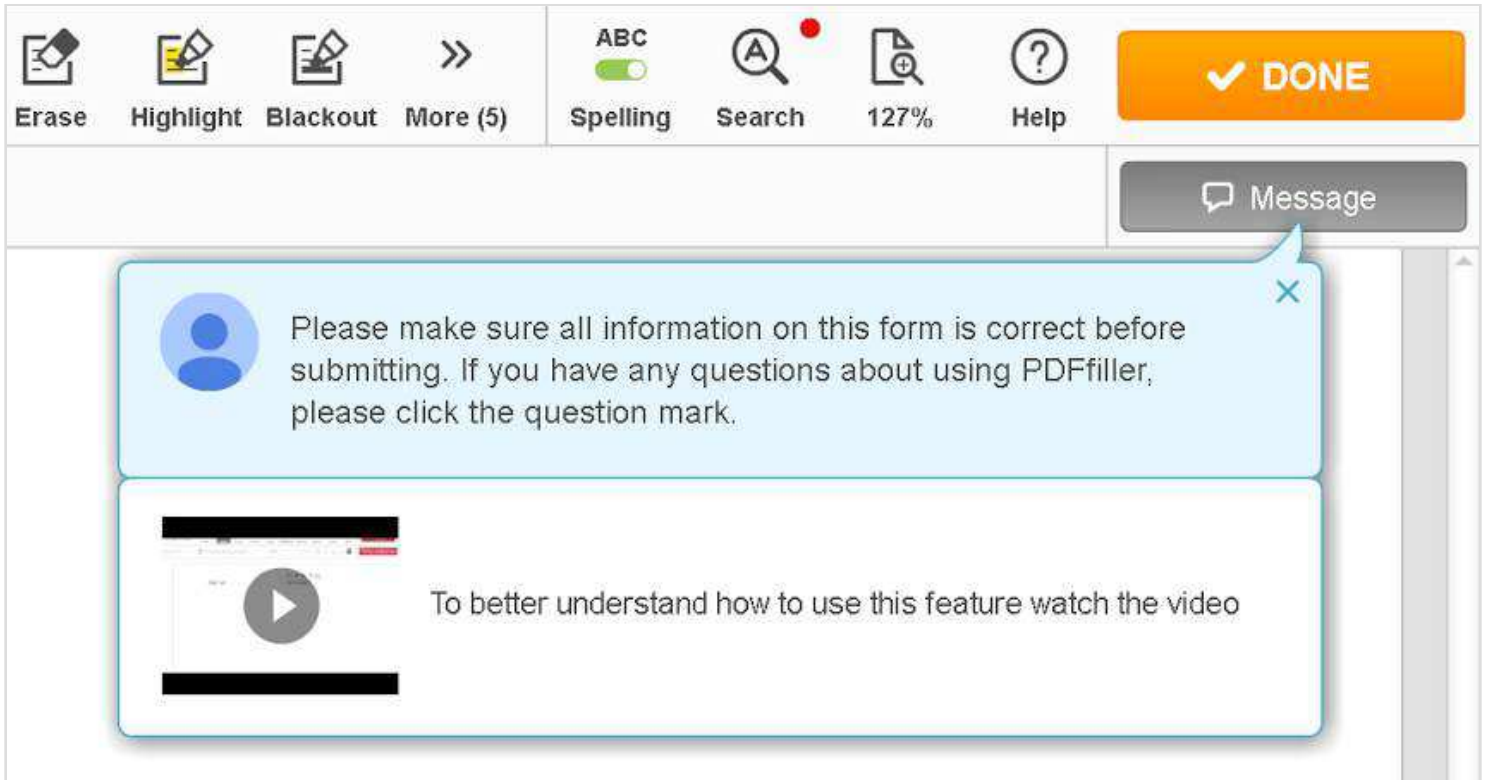 ABC
Erase Highlight Blackout More (5) Spelling Search 127% Help DONE
Message
Please make sure all information on this form is correct before
submitting. If you have any questions about using PDFfiller,
please click the question mark.
To better understand how to use this feature watch the video